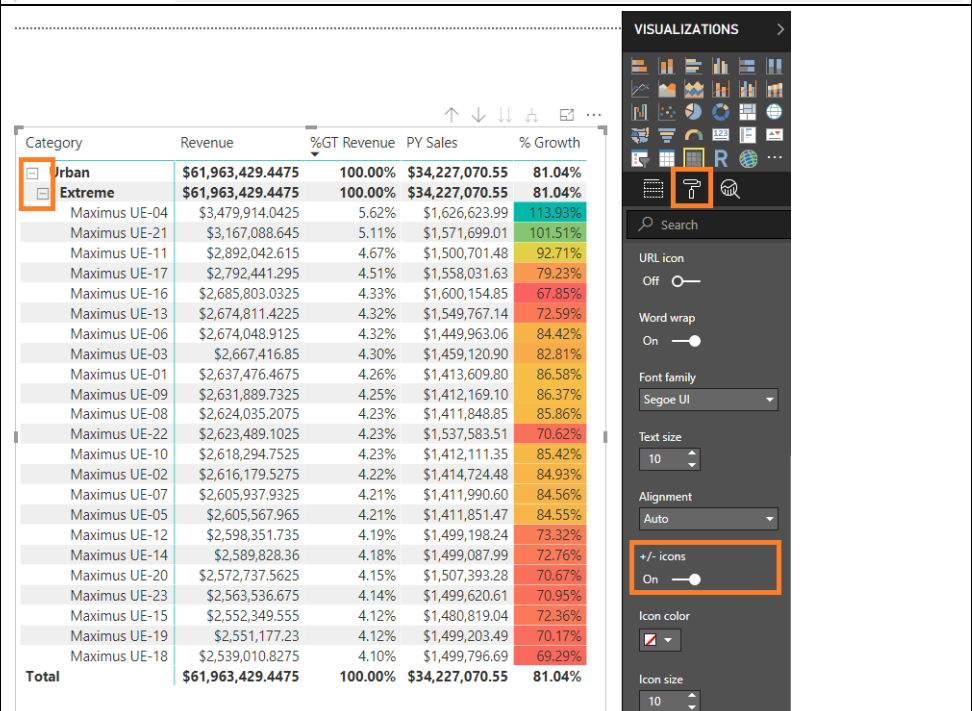 VISUALIZATIONS
Category Revenue %GT Revenue PY Sales % Growth
Urban $61,963,429.4475 100.00% $34,227,070.55 81.04%
Extreme $61,963,429.4475 100.00% $34,227,070.55 81.04%
Maximus UE-04 $3,479,914.0425 5.62% $1,626,623.99 113.93%
Maximus UE-21 $3,167,088.645 5.11% $1,571,699.01 101.51%
Maximus UE-11 $2,892,042.615 4.67% $1,500,701.48 92.71%
Maximus UE-17 $2,792,441.295 4.51% $1,558,031.63 79.23%
Maximus UE-16 $2,685,803.0325 4.33% $1,600,154.85 67.85%
Maximus UE-13 $2,674,811.4225 4.32% $1,549,767.14 72.59%
Maximus UE-06 $2,674,048.9125 4.32% $1,449,963.06 84.42%
Maximus UE-03 $2,667,416.85 4.30% $1,459,120.90 82.81%
Maximus UE-01 $2,637,476.4675 4.26% $1,413,609.80 86.58%
Maximus UE-09 $2,631,889.7325 4.25% $1,412,169.10 86.37%
Maximus UE-08 $2,624,035.2075 4.23% $1,411,848.85 85.86%
Maximus UE-22 $2,623,489.1025 4.23% $1,537,583.51 70.62%
Maximus UE-10 $2,618,294.7525 4.23% $1,412,111.35 85.42%
Maximus UE-02 $2,616,179.5275 4.22% $1,414,724.48 84.93%
Maximus UE-07 $2,605,937.9325 4.21% $1,411,990.60 84.56%
Maximus UE-05 $2,605,567.965 4.21% $1,411,851.47 84.55%
Maximus UE-12 $2,598,351.735 4.19% $1,499,198.24 73.32%
Maximus UE-14 $2,589,828.36 4.18% $1,499,087.99 72.76%
Maximus UE-20 $2,572,737.5625 4.15% $1,507,393.28 70.67%
Maximus UE-23 $2,563,536.675 4.14% $1,499,620.61 70.95%
Maximus UE-15 $2,552,349.555 4.12% $1,480,819.04 72.36%
Maximus UE-19 $2,551,177.23 4.12% $1,499,203.49 70.17%
Maximus UE-18 $2,539,010.8275 4.10% $1,499,796.69 69.29%
Total $61,963,429.4475 100.00% $34,227,070.55 81.04%
123
R
Search
URL icon
Off
Word wrap
On
Font family
Segoe UI
Text size
10
Alignment
Auto
+/- icons
On
Icon color
Icon size
10